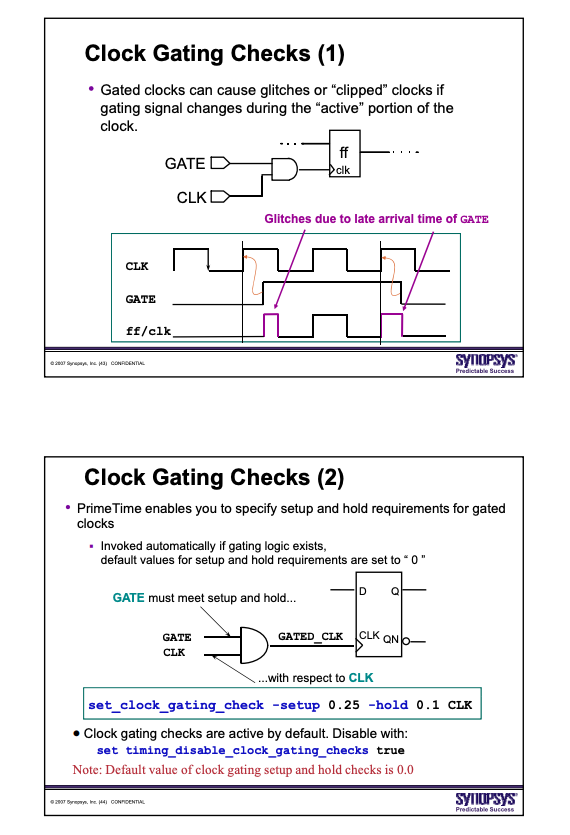 Clock Gating Checks (1)
• Gated clocks can cause glitches or “clipped” clocks if
gating signal changes during the “active” portion of the
clock.
ff
GATE
clk
CLK
Glitches due to late arrival time of GATE
CLK
GATE
ff/clk
© 2007 Synopsys, Inc. (43) CONFIDENTIAL
SYNOPSYS®
Predictable Success
Clock Gating Checks (2)
• PrimeTime enables you to specify setup and hold requirements for gated
clocks
▪ Invoked automatically if gating logic exists,
default values for setup and hold requirements are set to “ 0 ”
D Q
GATE must meet setup and hold...
GATE GATED_CLK CLK QN
CLK
...with respect to CLK
set_clock_gating_check -setup 0.25 -hold 0.1 CLK
• Clock gating checks are active by default. Disable with:
set timing_disable_clock_gating_checks true
Note: Default value of clock gating setup and hold checks is 0.0
© 2007 Synopsys, Inc. (44) CONFIDENTIAL
SYNOPSYS®
Predictable Success